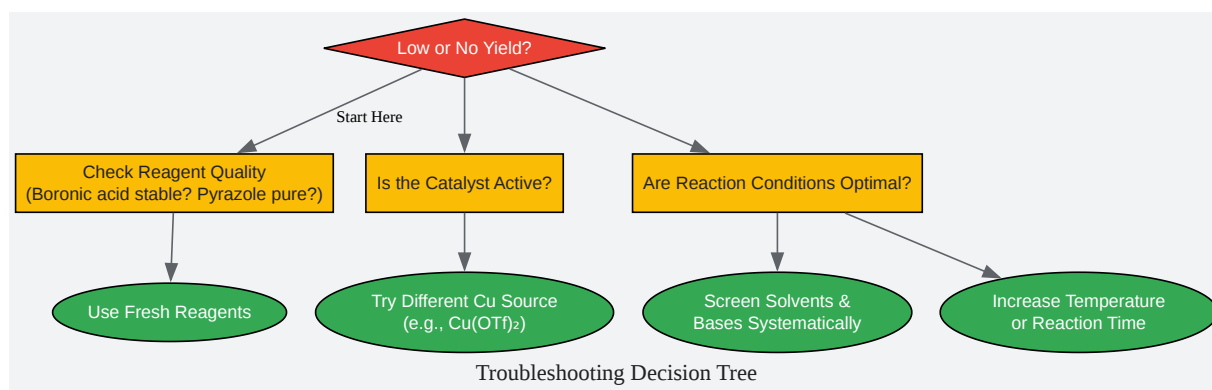 Low or No Yield?
Start Here
Check Reagent Quality
(Boronic acid stable? Pyrazole pure?)
Is the Catalyst Active?
Are Reaction Conditions Optimal?
Use Fresh Reagents
Try Different Cu Source
(e.g., Cu(OTf)₂)
Screen Solvents &
Bases Systematically
Increase Temperature
or Reaction Time
Troubleshooting Decision Tree